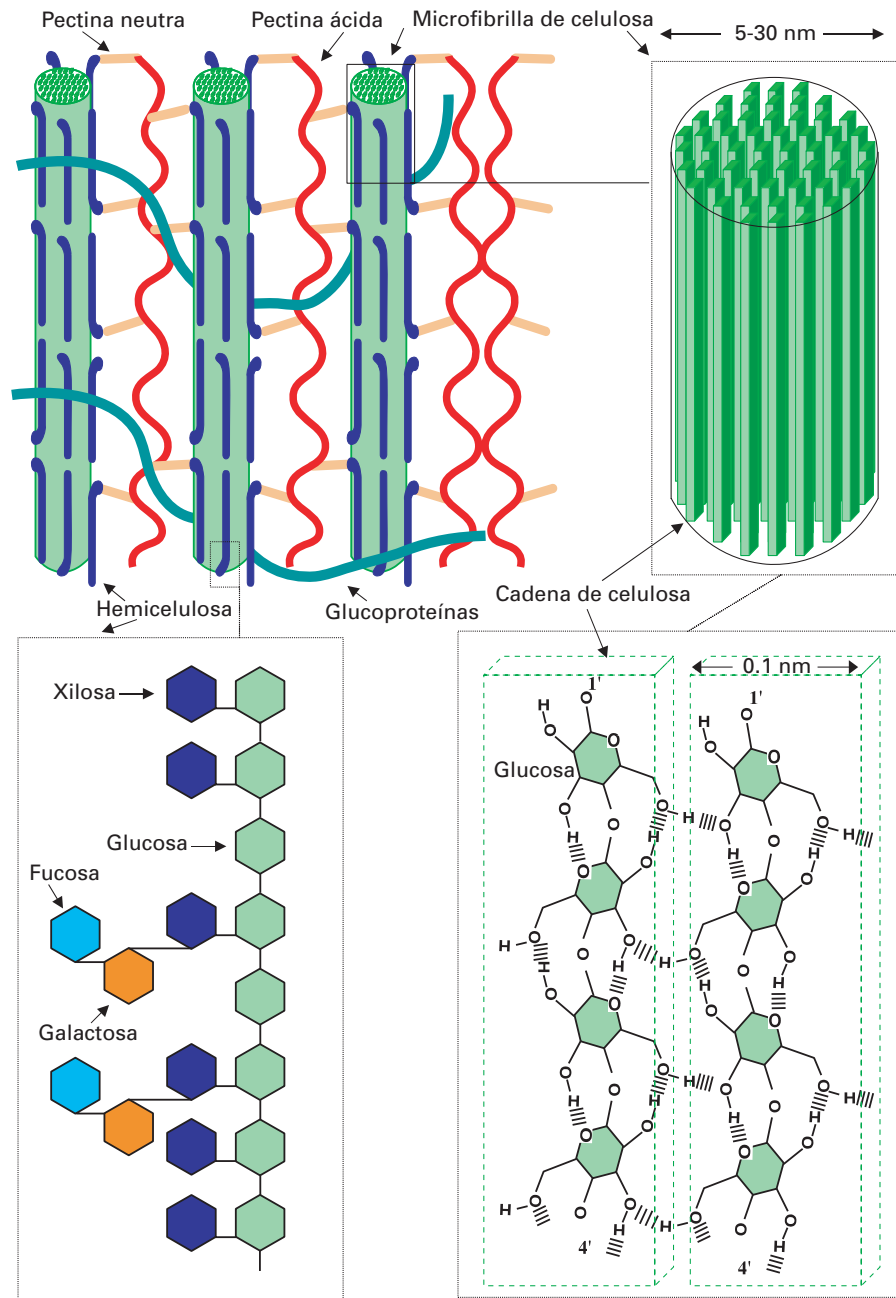 Pectina neutra
Pectina ácida
Microfibrilla de celulosa
5-30 nm
Hemicelulosa
Glucoproteínas
Cadena de celulosa
Xilosa
Glucosa
Fucosa
Galactosa
0.1 nm
1'
1'
H
O
O
H
O
O
O
O
Glucosa
O
O
H
O
O
H
H
O
H
O
H
O
H
O
O
H
O
O
O
O
H
O
O
H
O
O
H
H
O
O
H
O
H
O
O
O
O
O
H
O
H
O
O
H
H
O
H
O
H
O
H
O
O
H
O
O
O
O
H
O
O
H
O
O
H
H
O
O
H
4'
4'